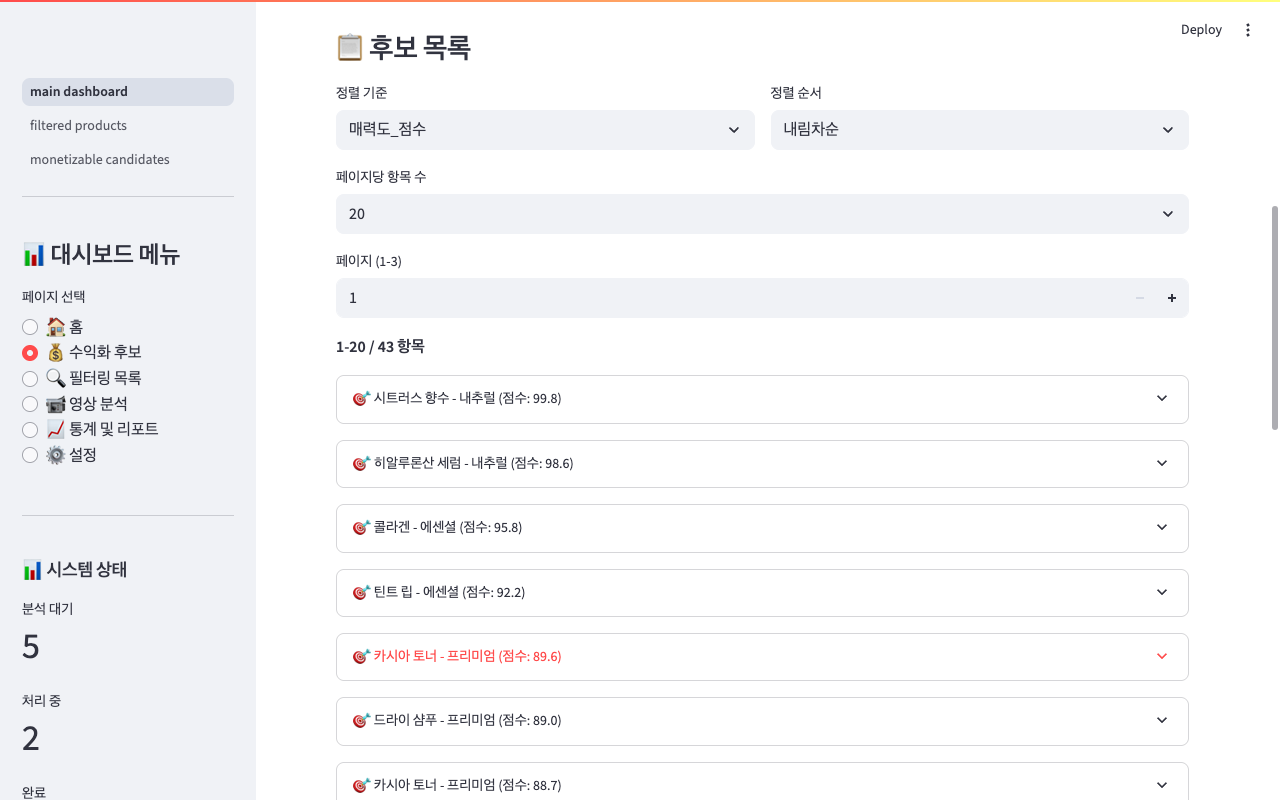 Deploy
main dashboard
filtered products
monetizable candidates
📊 대시보드 메뉴
페이지 선택
🏠 홈
💰 수익화 후보
🔍 필터링 목록
📹 영상 분석
📈 통계 및 리포트
⚙️ 설정
📊 시스템 상태
분석 대기
5
처리 중
2
완료
📋 후보 목록
정렬 기준
매력도_점수
정렬 순서
내림차순
페이지당 항목 수
20
페이지 (1-3)
1
1-20 / 43 항목
🎯 시트러스 향수 - 내추럴 (점수: 99.8)
🎯 히알루론산 세럼 - 내추럴 (점수: 98.6)
🎯 콜라겐 - 에센셜 (점수: 95.8)
🎯 틴트 립 - 에센셜 (점수: 92.2)
🎯 카시아 토너 - 프리미엄 (점수: 89.6)
🎯 드라이 샴푸 - 프리미엄 (점수: 89.0)
🎯 카시아 토너 - 프리미엄 (점수: 88.7)